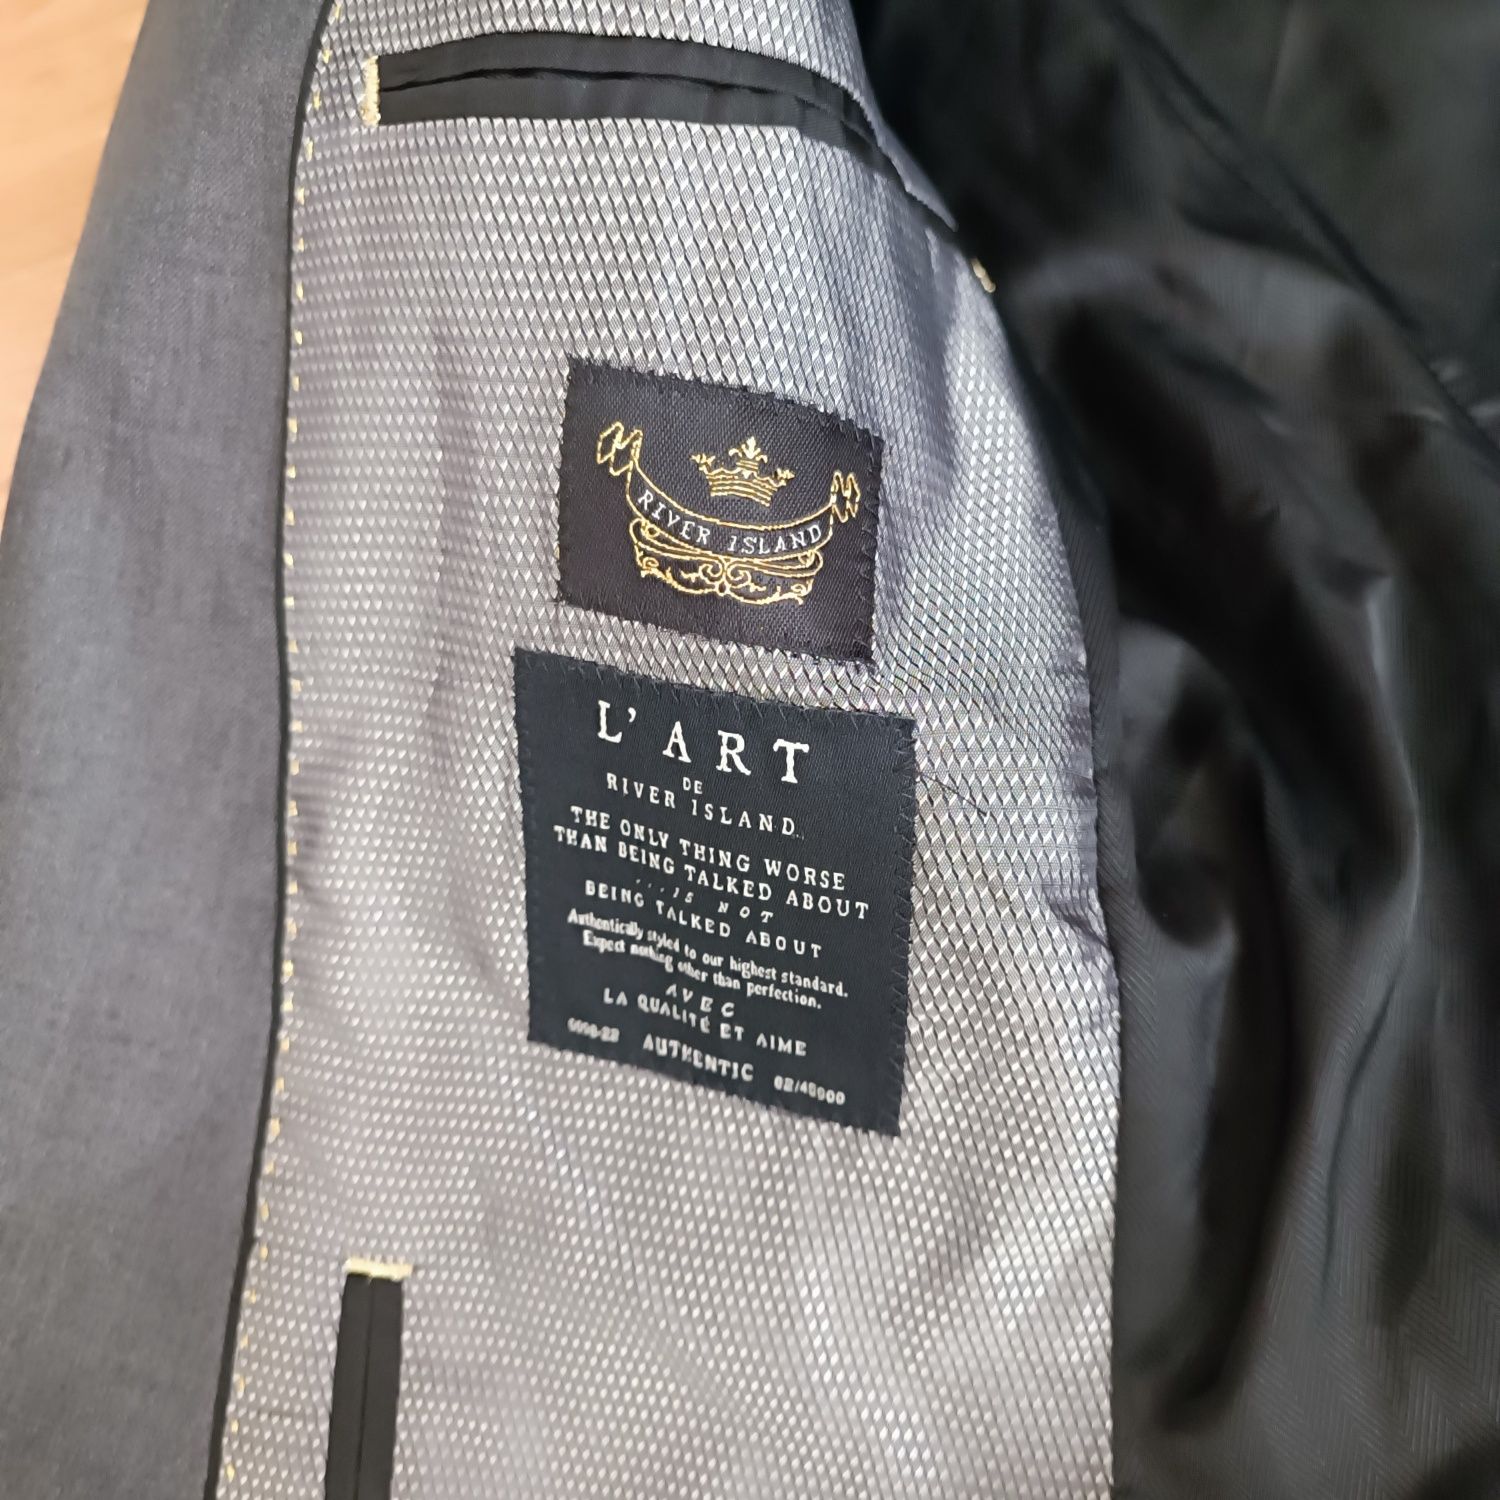 RIVER ISLAND
L'ART
DE
RIVER ISLAND..
THE ONLY THING WORSE
THAN BEING TALKED ABOUT
...IS NOT
BEING TALKED ABOUT
Authentically styled to our highest standard.
Expect nothing other than perfection.
AVEC
LA QUALITÉ ET AIME
AUTHENTIC